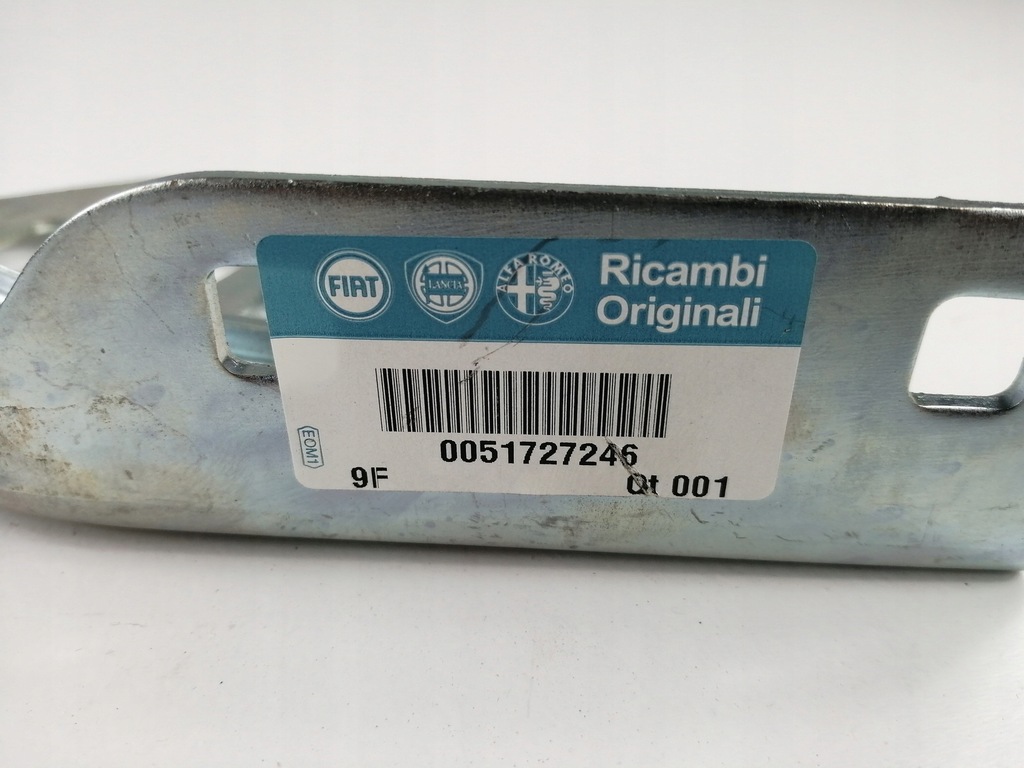 FIAT
LANCIA
ALFA ROMEO
Ricambi
Originali
0051727246
EOM1
9F
Qt 001